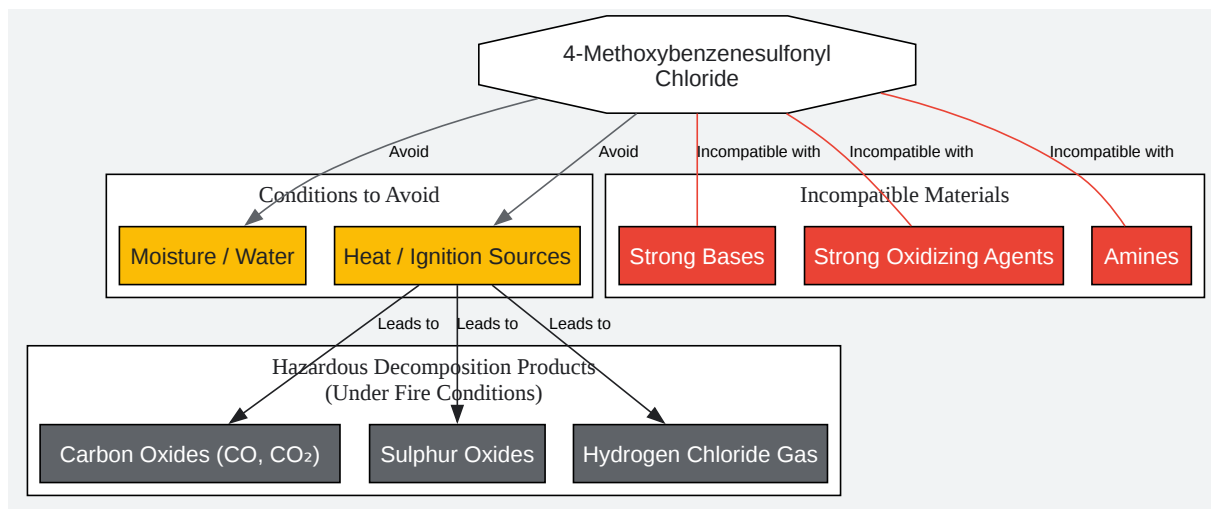 4-Methoxybenzenesulfonyl
Chloride
Avoid
Avoid
Incompatible with
Incompatible with
Incompatible with
Conditions to Avoid
Incompatible Materials
Moisture / Water
Heat / Ignition Sources
Strong Bases
Strong Oxidizing Agents
Amines
Leads to
Leads to
Leads to
Hazardous Decomposition Products
(Under Fire Conditions)
Carbon Oxides (CO, CO₂)
Sulphur Oxides
Hydrogen Chloride Gas